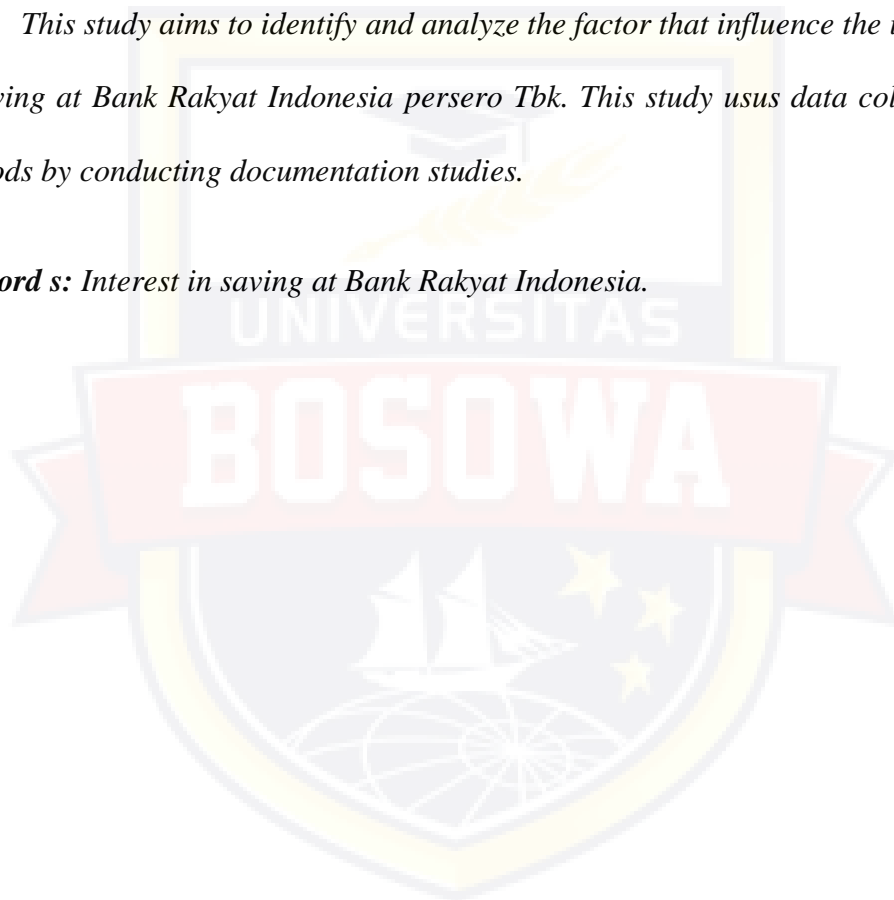 This study aims to identify and analyze the factor that influence the
ving at Bank Rakyat Indonesia persero Tbk. This study usus data col
ods by conducting documentation studies.
ord s: Interest in saving at Bank Rakyat Indonesia.
UNIVERSITAS
BOSOWA